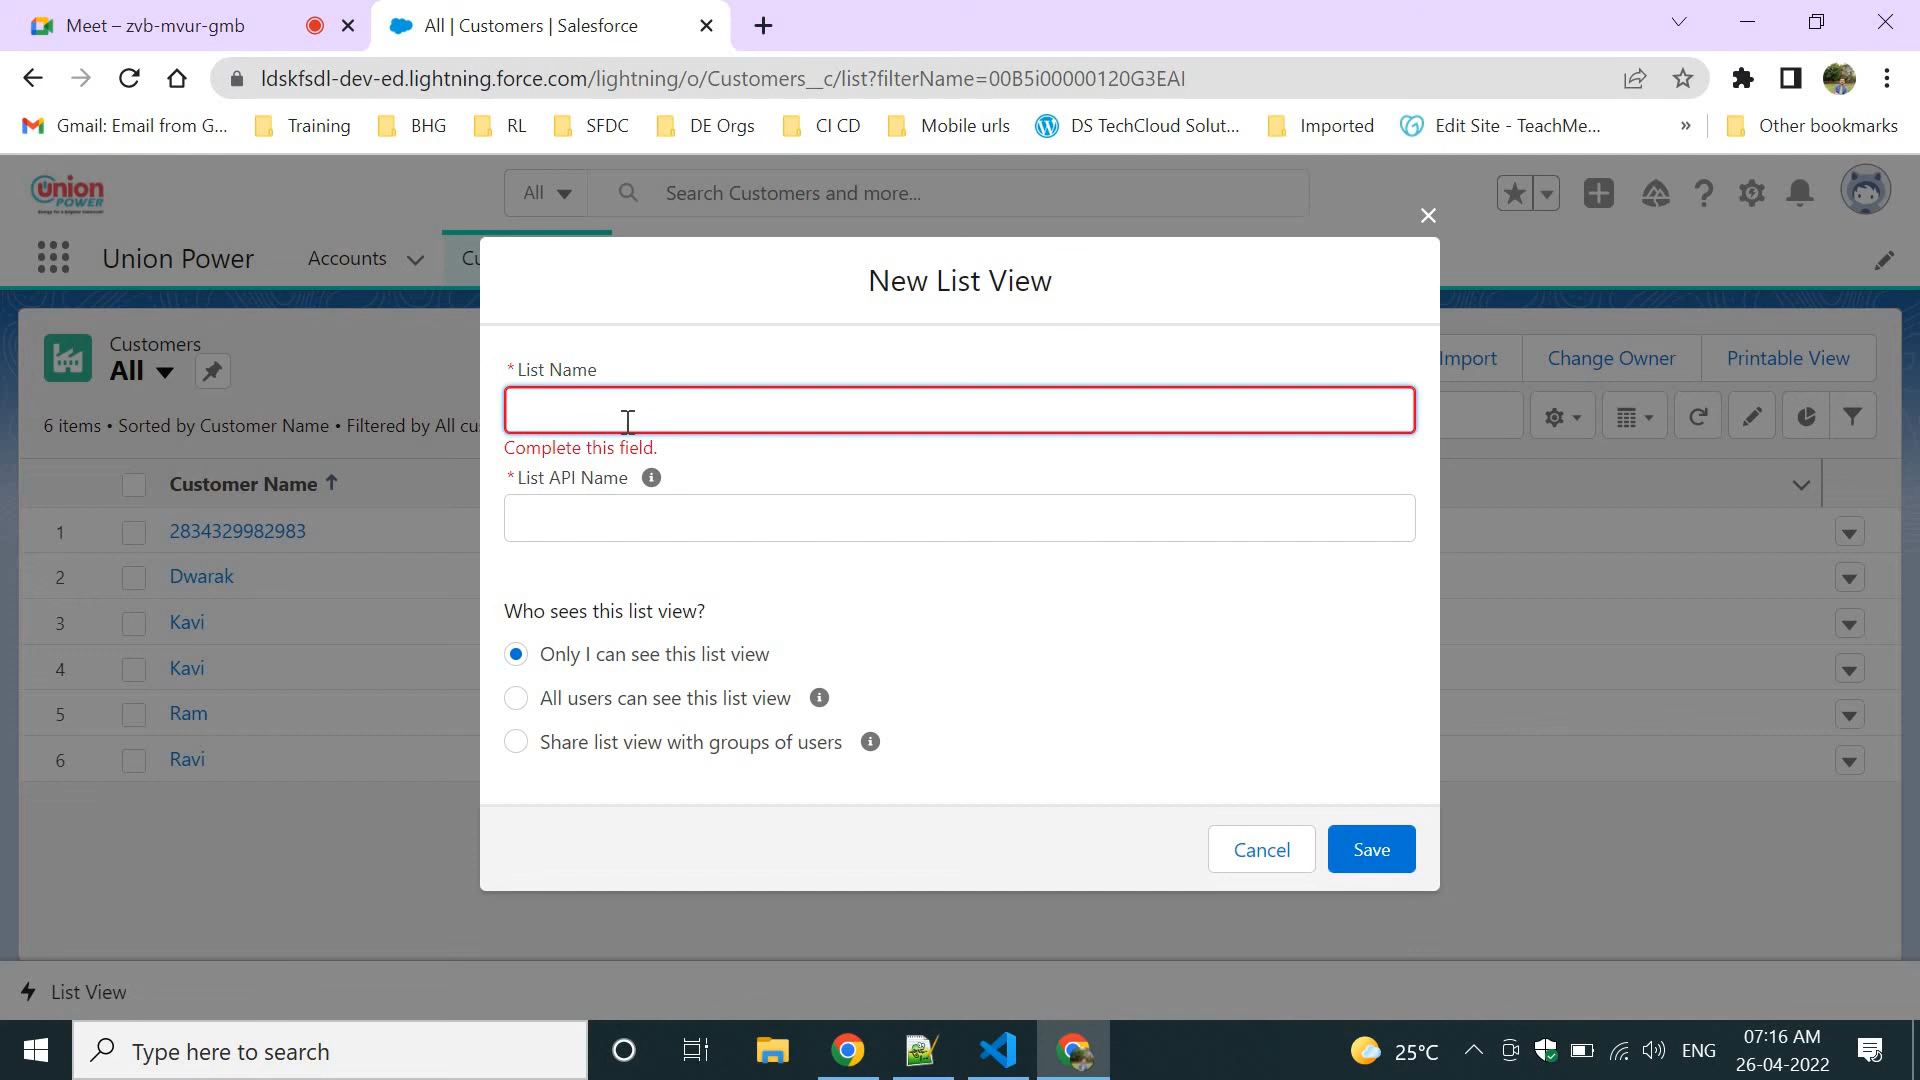 Meet – zvb-mvur-gmb
All | Customers | Salesforce
ldskfsdl-dev-ed.lightning.force.com/lightning/o/Customers__c/list?filterName=00B5i00000120G3EAI
Gmail: Email from G...
Training
BHG
RL
SFDC
DE Orgs
CI CD
Mobile urls
DS TechCloud Solut...
Imported
Edit Site - TeachMe...
»
Other bookmarks
union
POWER
All
Search Customers and more...
Union Power
Accounts
Cu
New List View
Customers
All
Import
Change Owner
Printable View
6 items • Sorted by Customer Name • Filtered by All cu
*List Name
Complete this field.
*List API Name
Customer Name
1
2834329982983
2
Dwarak
3
Kavi
4
Kavi
5
Ram
6
Ravi
Who sees this list view?
Only I can see this list view
All users can see this list view
Share list view with groups of users
Cancel
Save
List View
Type here to search
25°C
ENG
07:16 AM
26-04-2022